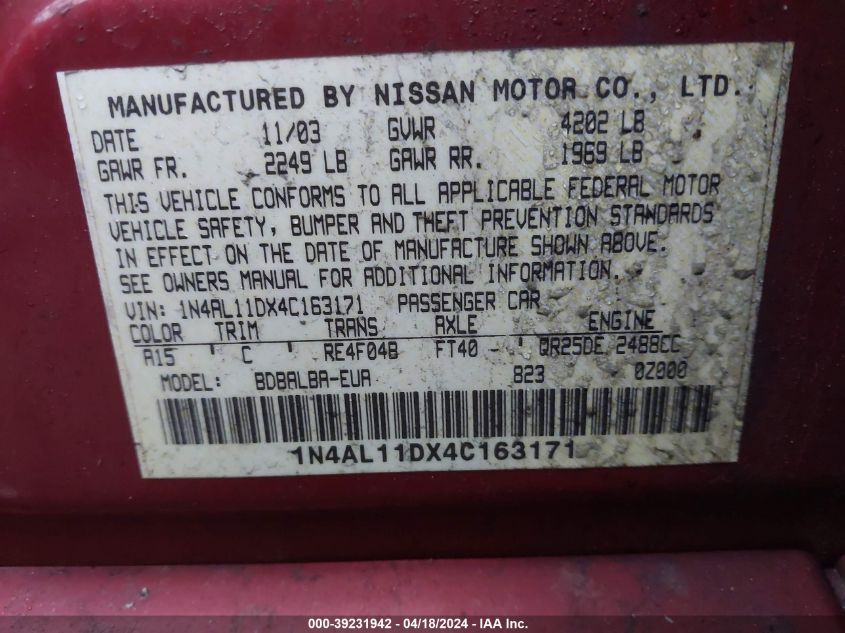 MANUFACTURED BY NISSAN MOTOR CO., LTD.
DATE 11/03 GVWR 4202 LB
GAWR FR. 2249 LB GAWR RR. 1969 LB
THIS VEHICLE CONFORMS TO ALL APPLICABLE FEDERAL MOTOR
VEHICLE SAFETY, BUMPER AND THEFT PREVENTION STANDARDS
IN EFFECT ON THE DATE OF MANUFACTURE SHOWN ABOVE.
SEE OWNERS MANUAL FOR ADDITIONAL INFORMATION.
VIN: 1N4AL11DX4C163171 PASSENGER CAR
COLOR TRIM TRANS AXLE ENGINE
A15 ' C ' RE4F04B FT40 - ' QR25DE 2488CC
MODEL: BDBALBA-EUA 823 0Z000
1N4AL11DX4C163171
000-39231942 - 04/18/2024 - IAA Inc.